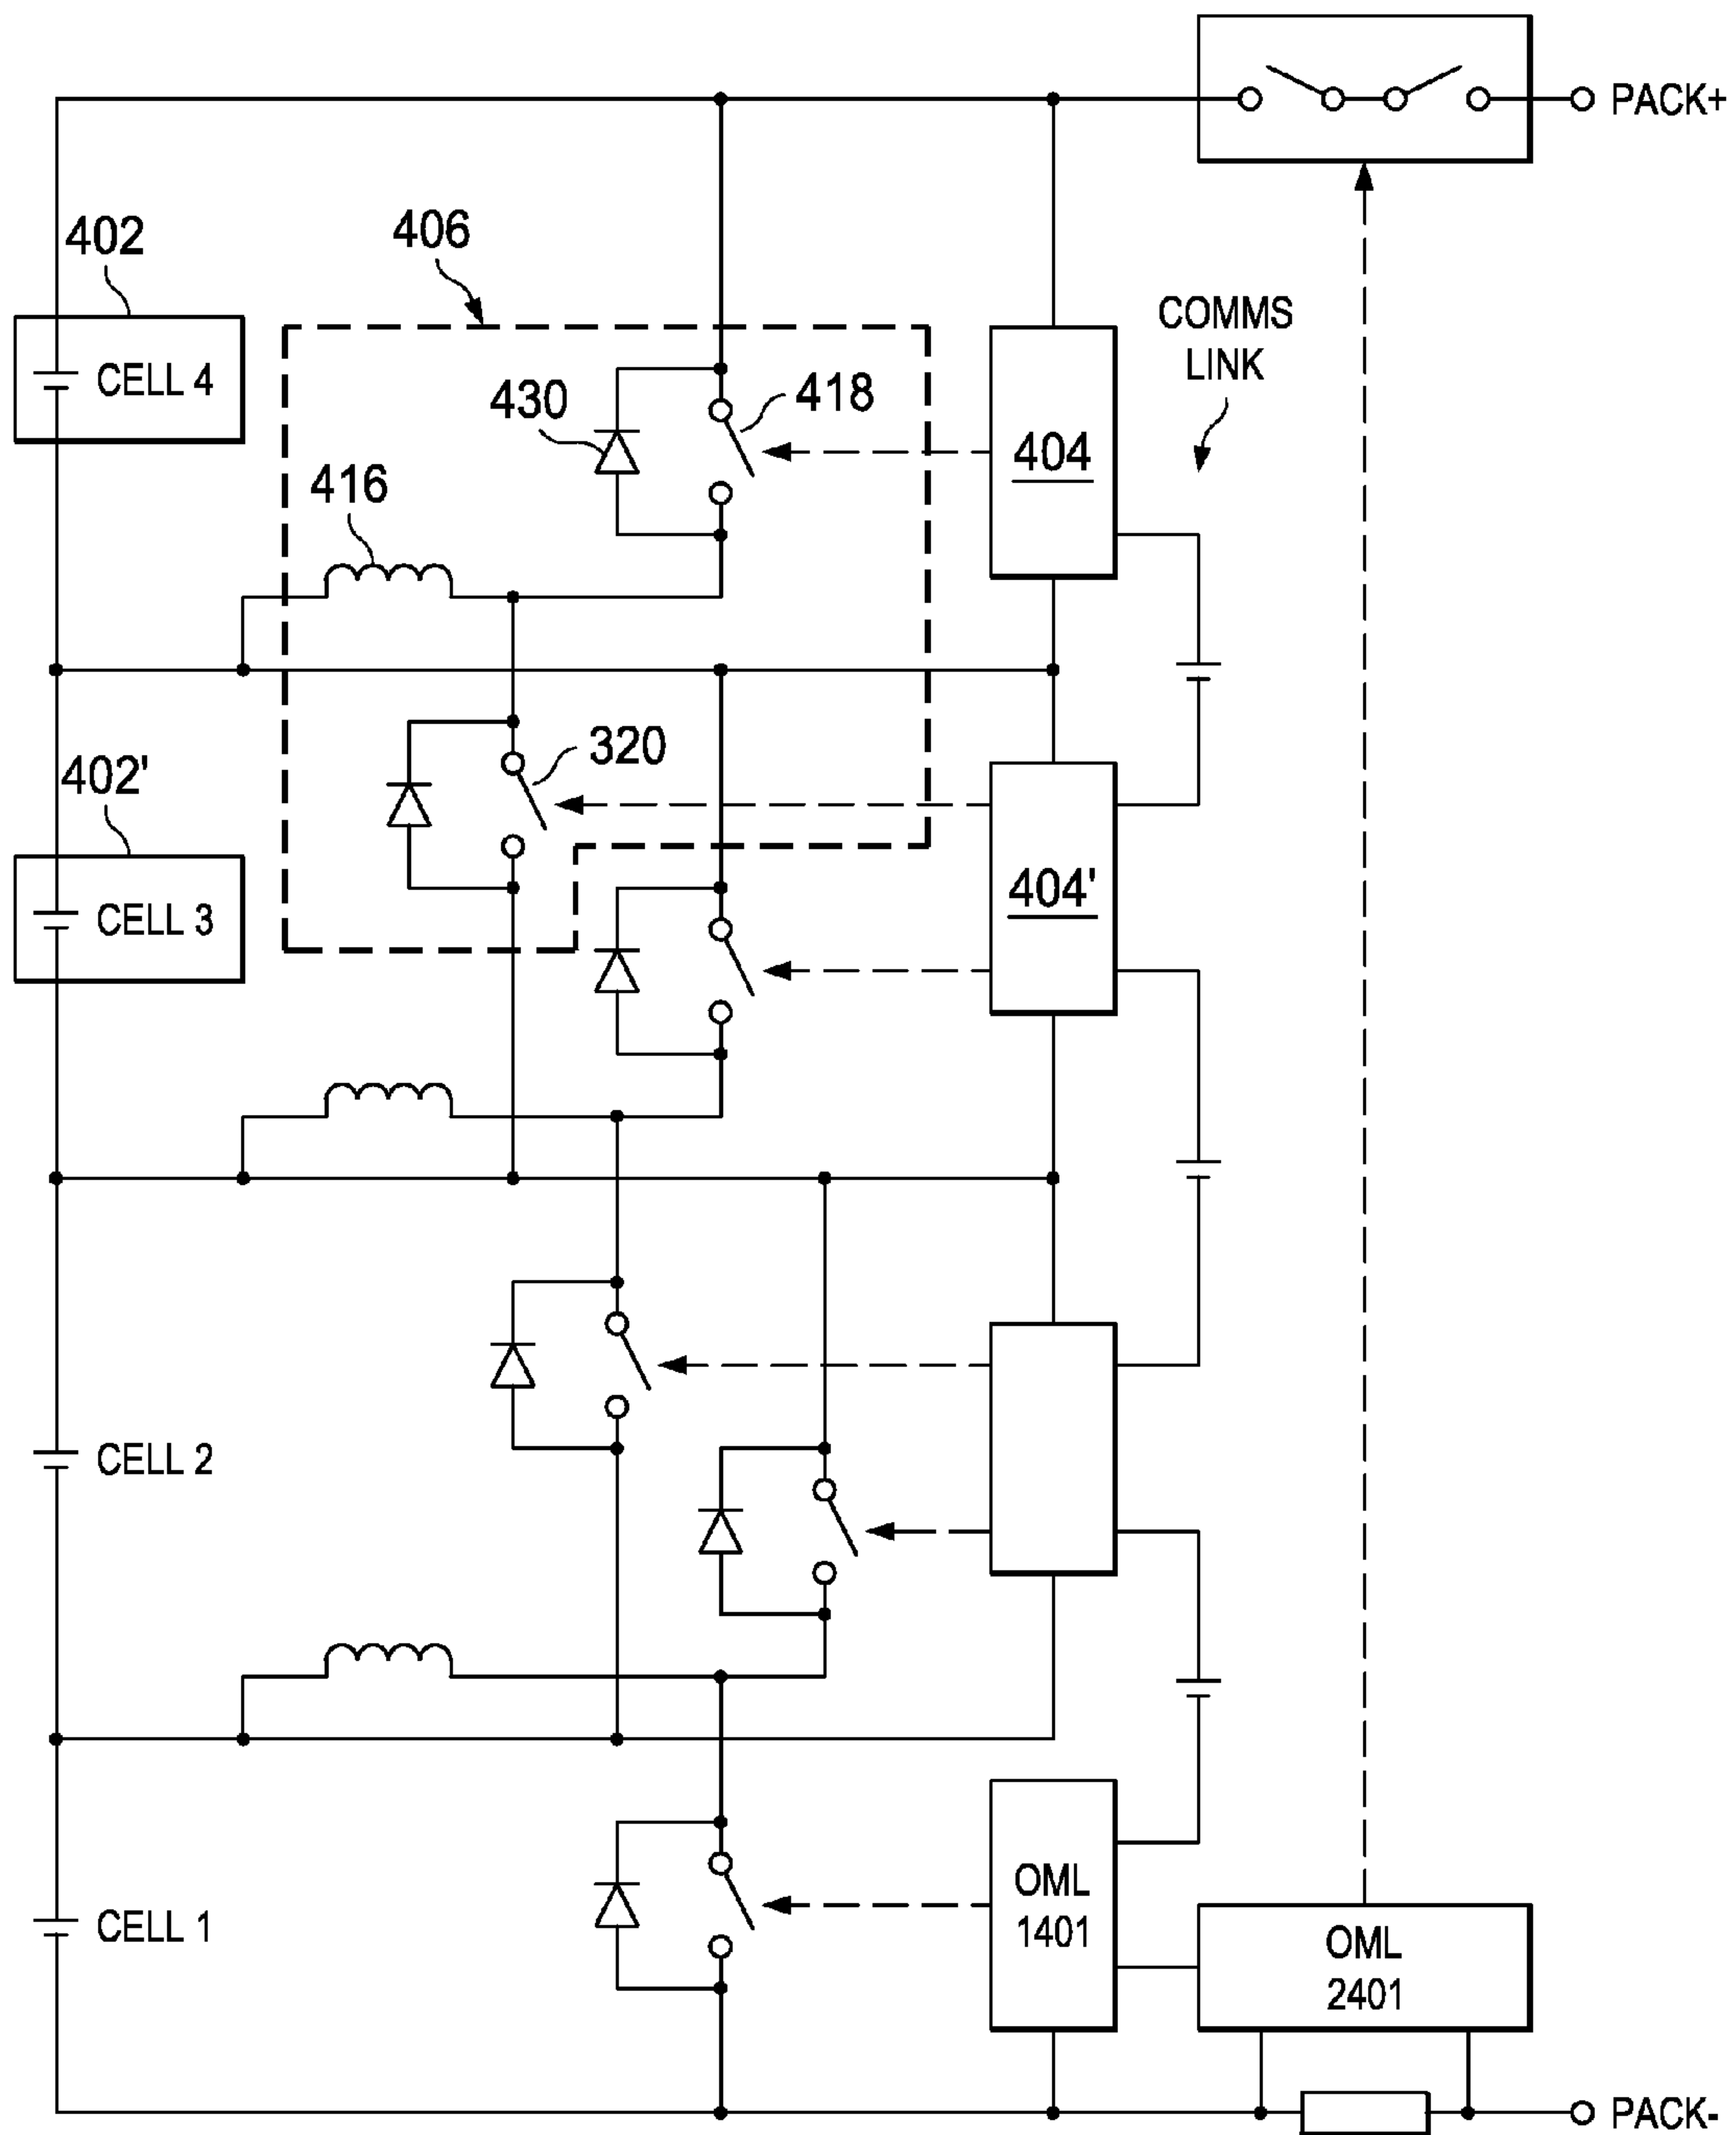 PACK+
402
406
COMMS
LINK
CELL 4
430
418
404
416
320
402'
404'
CELL 3
CELL 2
OML
1401
CELL 1
OML
2401
PACK-